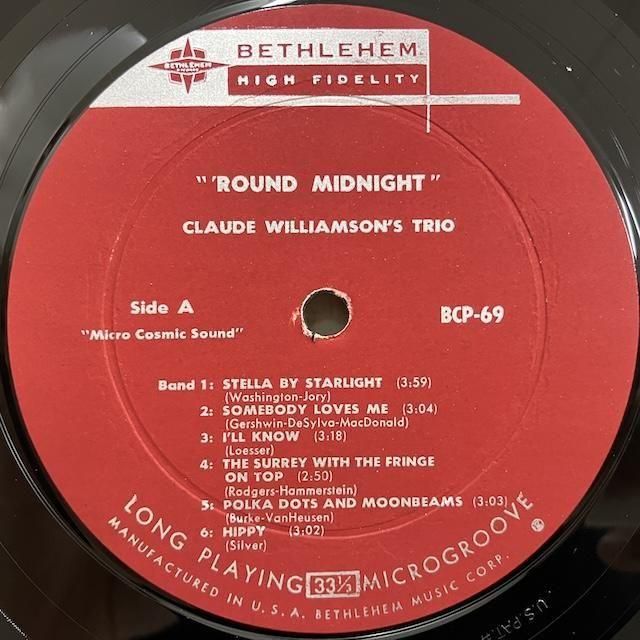 BETHLEHEM
BETHLEHEM
HIGH FIDELITY
"'ROUND MIDNIGHT"
CLAUDE WILLIAMSON'S TRIO
Side A
BCP-69
"Micro Cosmic Sound"
Band 1: STELLA BY STARLIGHT (3:59)
(Washington-Jory)
2: SOMEBODY LOVES ME (3:04)
(Gershwin-DeSylva-MacDonald)
3: I'LL KNOW (3:18)
(Loesser)
4: THE SURREY WITH THE FRINGE
ON TOP (2:50)
(Rodgers-Hammerstein)
5: POLKA DOTS AND MOONBEAMS (3:03)
(Burke-VanHeusen)
6: HIPPY (3:02)
(Silver)
LONG PLAYING 33⅓ MICROGROOVE
MANUFACTURED IN U.S.A. BETHLEHEM MUSIC CORP.
U.S. PAT.